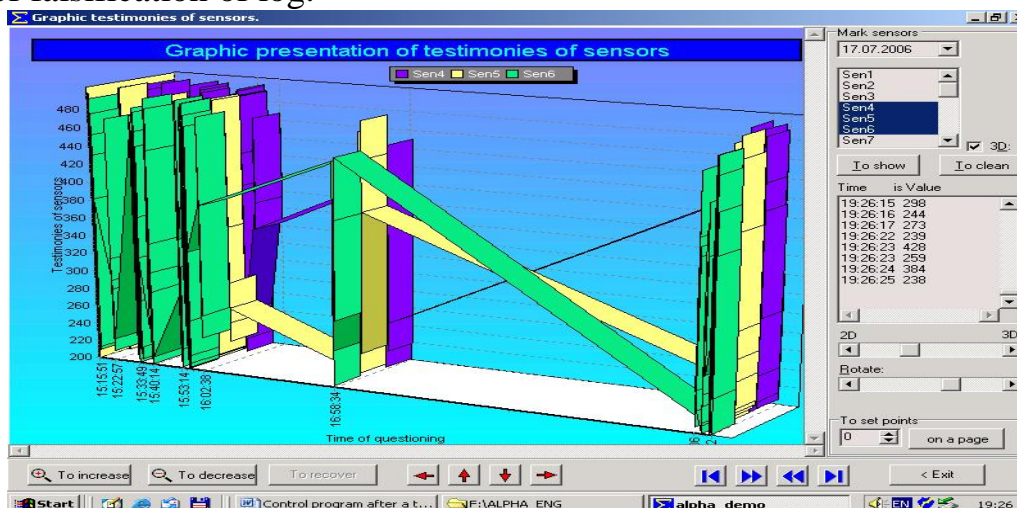 Graphic testimonies of sensors.
Graphic presentation of testimonies of sensors
Sen4 Sen5 Sen6
480
460
440
420
400
380
360
340
320
300
280
260
240
220
200
Testimonies of sensors
15:15:51
15:22:57
15:33:49
15:40:14
15:53:14
16:02:38
16:58:34
Time of questioning
Mark sensors
17.07.2006
Sen1
Sen2
Sen3
Sen4
Sen5
Sen6
Sen7
3D:
To show To clean
Time is Value
19:26:15 298
19:26:16 244
19:26:17 273
19:26:22 239
19:26:23 428
19:26:23 259
19:26:24 384
19:26:25 238
2D 3D
Rotate:
To set points
0 on a page
To increase To decrease To recover < Exit
Start Control program after a t... F:\ALPHA_ENG alpha_demo EN 19:26